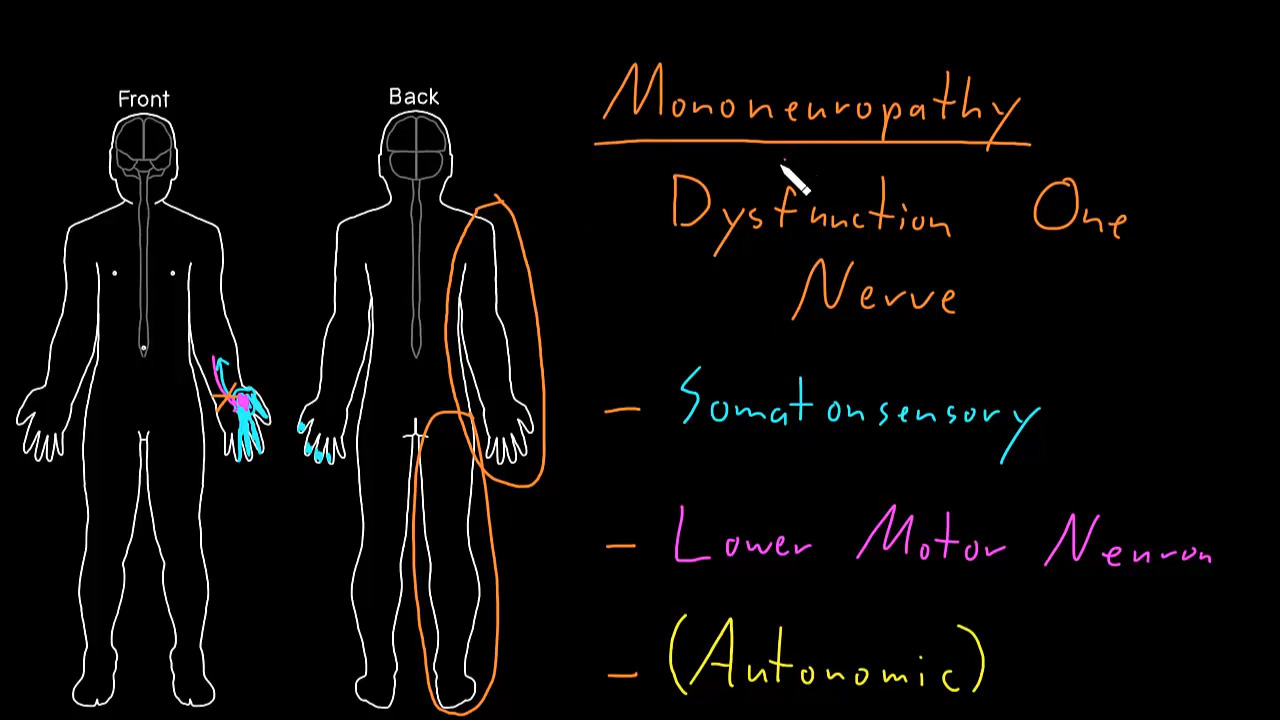 Front
Back
Mononeuropathy
Dysfunction One
Nerve
- Somatonsensory
- Lower Motor Neuron
- (Autonomic)